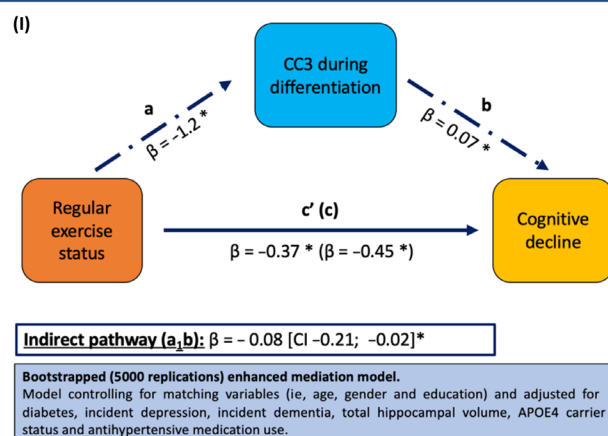 (I)
CC3 during
differentiation
a
β = -1.2 *
b
β = 0.07 *
Regular
exercise
status
c' (c)
β = −0.37 * (β = −0.45 *)
Cognitive
decline
Indirect pathway (a₁b): β = − 0.08 [CI −0.21; −0.02]*
Bootstrapped (5000 replications) enhanced mediation model.
Model controlling for matching variables (ie, age, gender and education) and adjusted for
diabetes, incident depression, incident dementia, total hippocampal volume, APOE4 carrier
status and antihypertensive medication use.